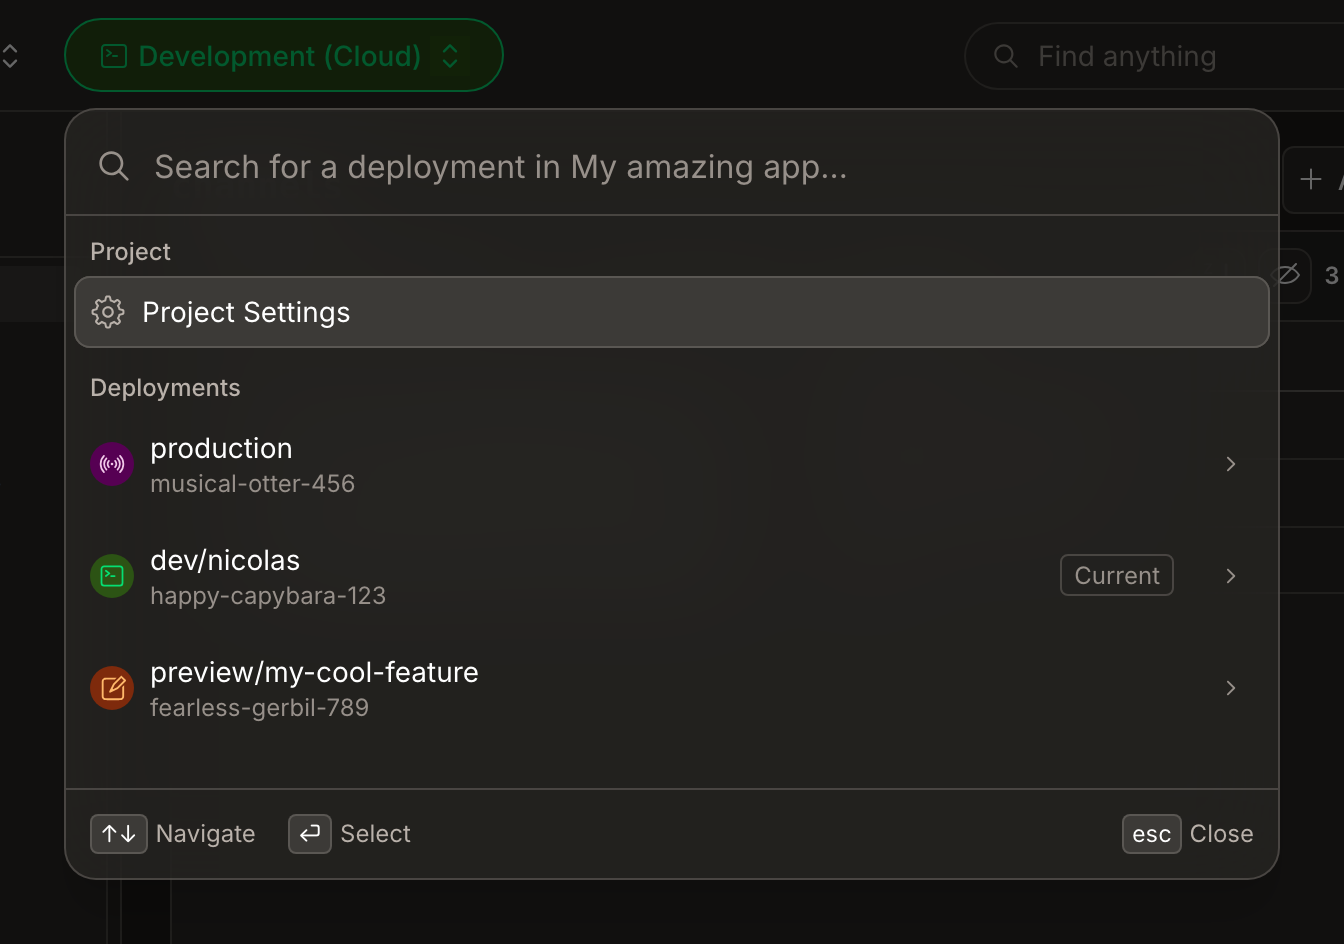 Development (Cloud)
Find anything
Search for a deployment in My amazing app...
Project
3
Project Settings
Deployments
production
musical-otter-456
dev/nicolas
happy-capybara-123
Current
preview/my-cool-feature
fearless-gerbil-789
↑↓ Navigate
Select
esc Close